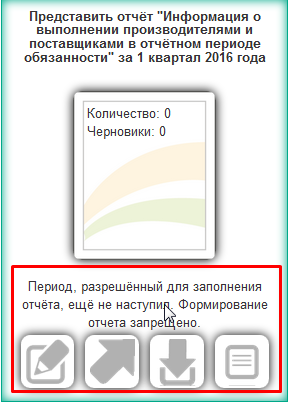 Представить отчёт "Информация о
выполнении производителями и
поставщиками в отчётном периоде
обязанности" за 1 квартал 2016 года
Количество: 0
Черновики: 0
Период, разрешённый для заполнения
отчёта, ещё не наступил. Формирование
отчета запрещено.